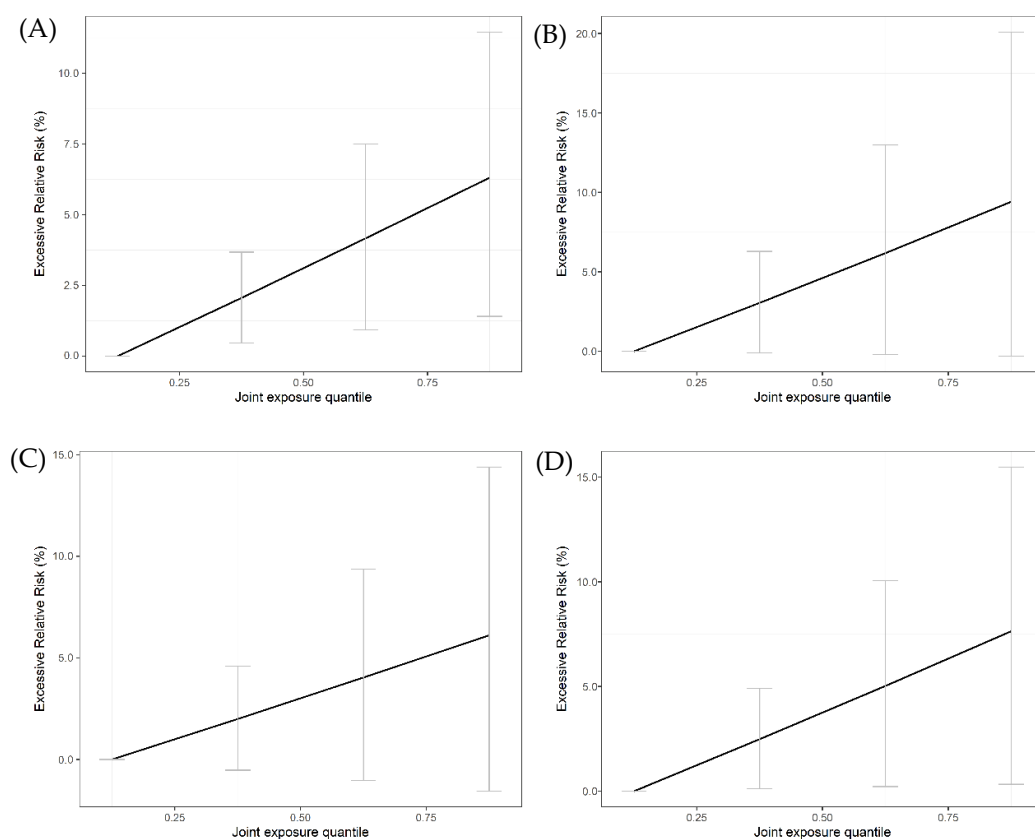 (A)
Excessive Relative Risk (%)
10.0
7.5
5.0
2.5
0.0
0.25 0.50 0.75
Joint exposure quantile
(B)
Excessive Relative Risk (%)
20.0
15.0
10.0
5.0
0.0
0.25 0.50 0.75
Joint exposure quantile
(C)
Excessive Relative Risk (%)
15.0
10.0
5.0
0.0
0.25 0.50 0.75
Joint exposure quantile
(D)
Excessive Relative Risk (%)
15.0
10.0
5.0
0.0
0.25 0.50 0.75
Joint exposure quantile